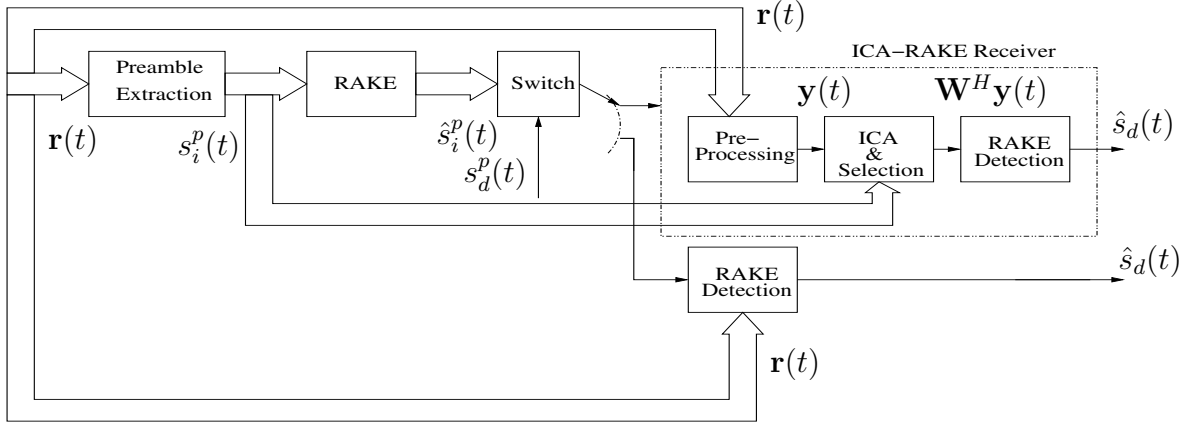 r(t)
ICA−RAKE Receiver
Preamble
Extraction
RAKE
Switch
y(t)
W^H y(t)
r(t)
s_i^p(t)
ŝ_i^p(t)
s_d^p(t)
Pre−
Processing
ICA
&
Selection
RAKE
Detection
ŝ_d(t)
RAKE
Detection
ŝ_d(t)
r(t)